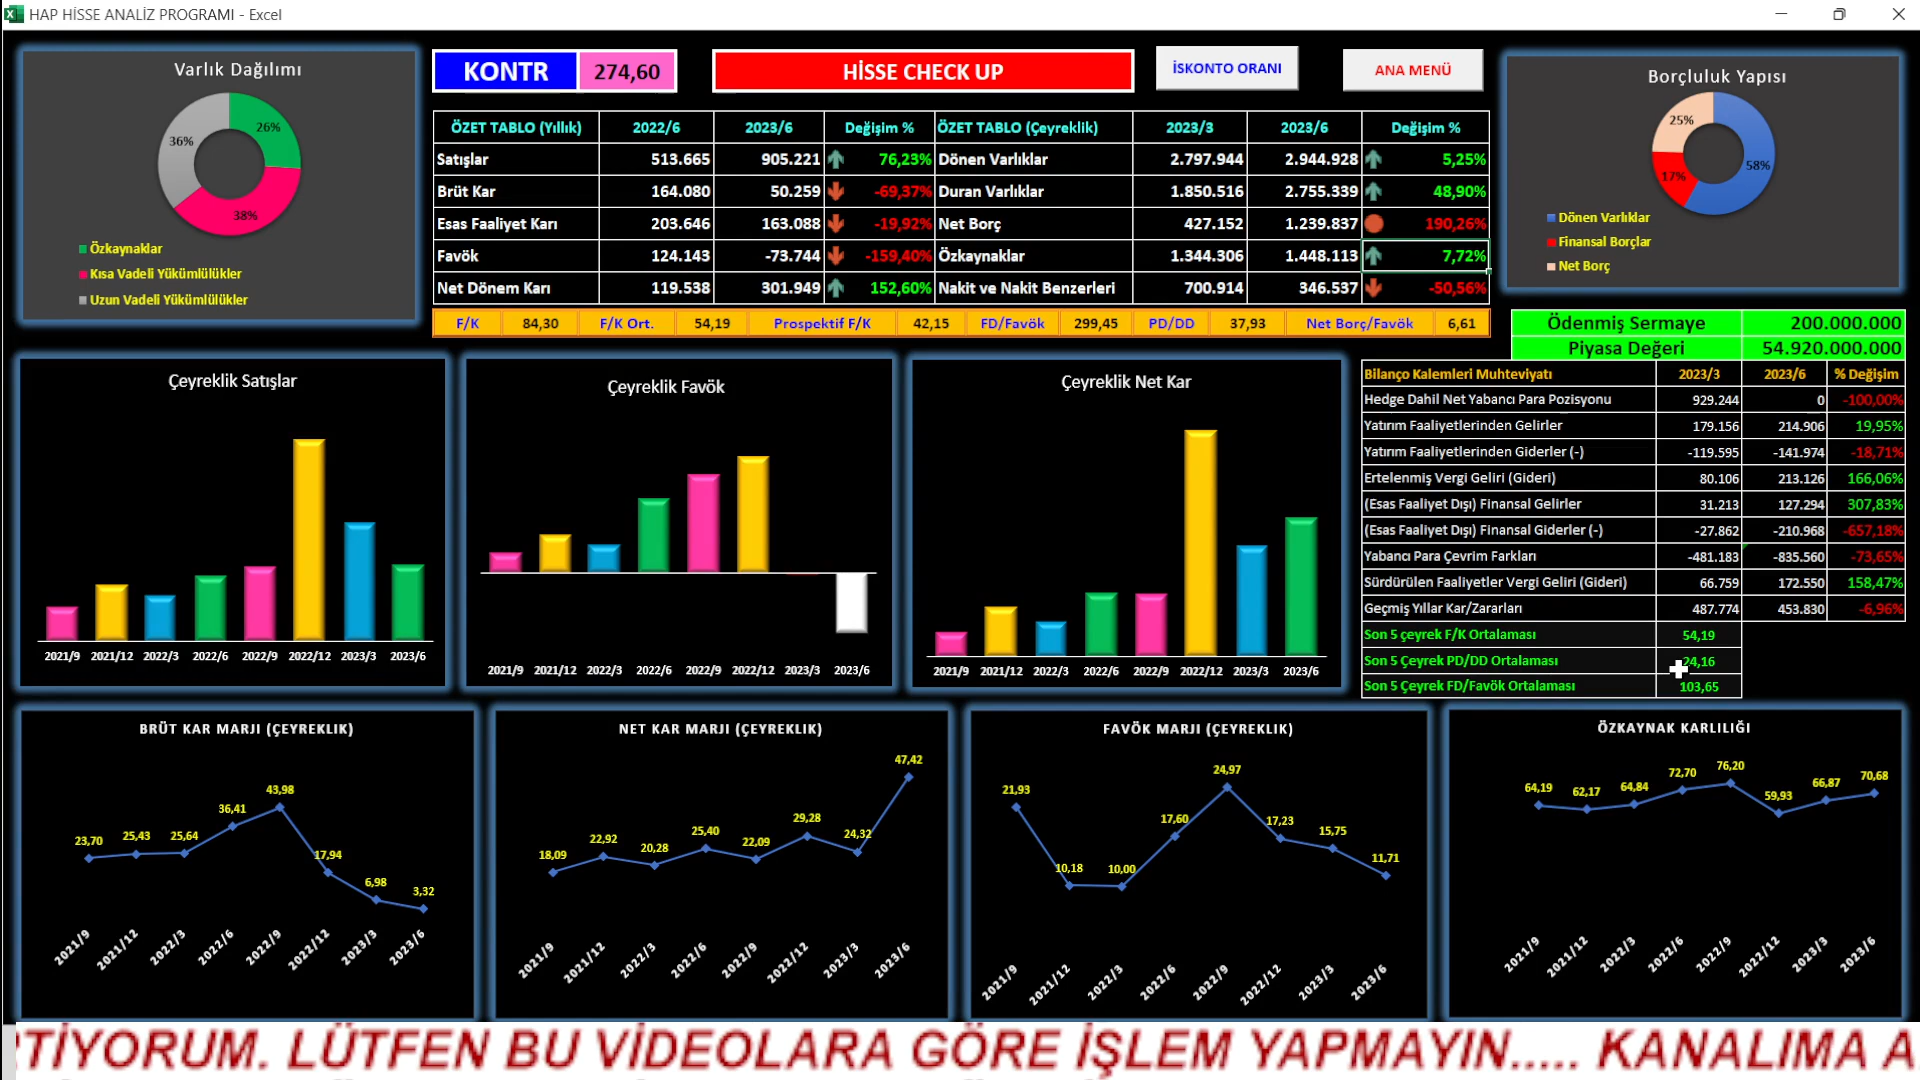 HAP HİSSE ANALİZ PROGRAMI - Excel
Varlık Dağılımı
26%
36%
38%
Özkaynaklar
Kısa Vadeli Yükümlülükler
Uzun Vadeli Yükümlülükler
KONTR 274,60
HİSSE CHECK UP
İSKONTO ORANI
ANA MENÜ
Borçluluk Yapısı
25%
58%
17%
Dönen Varlıklar
Finansal Borçlar
Net Borç
ÖZET TABLO (Yıllık) 2022/6 2023/6 Değişim % ÖZET TABLO (Çeyreklik) 2023/3 2023/6 Değişim %
Satışlar 513.665 905.221 76,23% Dönen Varlıklar 2.797.944 2.944.928 5,25%
Brüt Kar 164.080 50.259 -69,37% Duran Varlıklar 1.850.516 2.755.339 48,90%
Esas Faaliyet Karı 203.646 163.088 -19,92% Net Borç 427.152 1.239.837 190,26%
Favök 124.143 -73.744 -159,40% Özkaynaklar 1.344.306 1.448.113 7,72%
Net Dönem Karı 119.538 301.949 152,60% Nakit ve Nakit Benzerleri 700.914 346.537 -50,56%
F/K 84,30 F/K Ort. 54,19 Prospektif F/K 42,15 FD/Favök 299,45 PD/DD 37,93 Net Borç/Favök 6,61
Ödenmiş Sermaye 200.000.000
Piyasa Değeri 54.920.000.000
Çeyreklik Satışlar
2021/9 2021/12 2022/3 2022/6 2022/9 2022/12 2023/3 2023/6
Çeyreklik Favök
2021/9 2021/12 2022/3 2022/6 2022/9 2022/12 2023/3 2023/6
Çeyreklik Net Kar
2021/9 2021/12 2022/3 2022/6 2022/9 2022/12 2023/3 2023/6
Bilanço Kalemleri Muhteviyatı 2023/3 2023/6 % Değişim
Hedge Dahil Net Yabancı Para Pozisyonu 929.244 0 -100,00%
Yatırım Faaliyetlerinden Gelirler 179.156 214.906 19,95%
Yatırım Faaliyetlerinden Giderler (-) -119.595 -141.974 -18,71%
Ertelenmiş Vergi Geliri (Gideri) 80.106 213.126 166,06%
(Esas Faaliyet Dışı) Finansal Gelirler 31.213 127.294 307,83%
(Esas Faaliyet Dışı) Finansal Giderler (-) -27.862 -210.968 -657,18%
Yabancı Para Çevrim Farkları -481.183 -835.560 -73,65%
Sürdürülen Faaliyetler Vergi Geliri (Gideri) 66.759 172.550 158,47%
Geçmiş Yıllar Kar/Zararları 487.774 453.830 -6,96%
Son 5 çeyrek F/K Ortalaması 54,19
Son 5 Çeyrek PD/DD Ortalaması 24,16
Son 5 Çeyrek FD/Favök Ortalaması 103,65
BRÜT KAR MARJI (ÇEYREKLIK)
23,70 25,43 25,64 36,41 43,98 17,94 6,98 3,32
2021/9 2021/12 2022/3 2022/6 2022/9 2022/12 2023/3 2023/6
NET KAR MARJI (ÇEYREKLIK)
18,09 22,92 20,28 25,40 22,09 29,28 24,32 47,42
2021/9 2021/12 2022/3 2022/6 2022/9 2022/12 2023/3 2023/6
FAVÖK MARJI (ÇEYREKLIK)
21,93 10,18 10,00 17,60 24,97 17,23 15,75 11,71
2021/9 2021/12 2022/3 2022/6 2022/9 2022/12 2023/3 2023/6
ÖZKAYNAK KARLILIĞI
64,19 62,17 64,84 72,70 76,20 59,93 66,87 70,68
2021/9 2021/12 2022/3 2022/6 2022/9 2022/12 2023/3 2023/6
TİYORUM. LÜTFEN BU VİDEOLARA GÖRE İŞLEM YAPMAYIN..... KANALIMA A